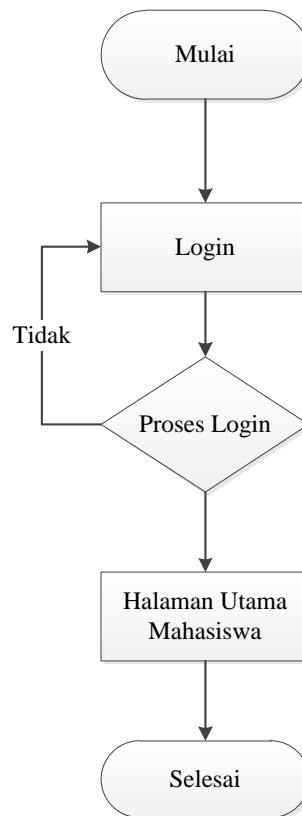 Mulai
Login
Tidak
Proses Login
Halaman Utama
Mahasiswa
Selesai